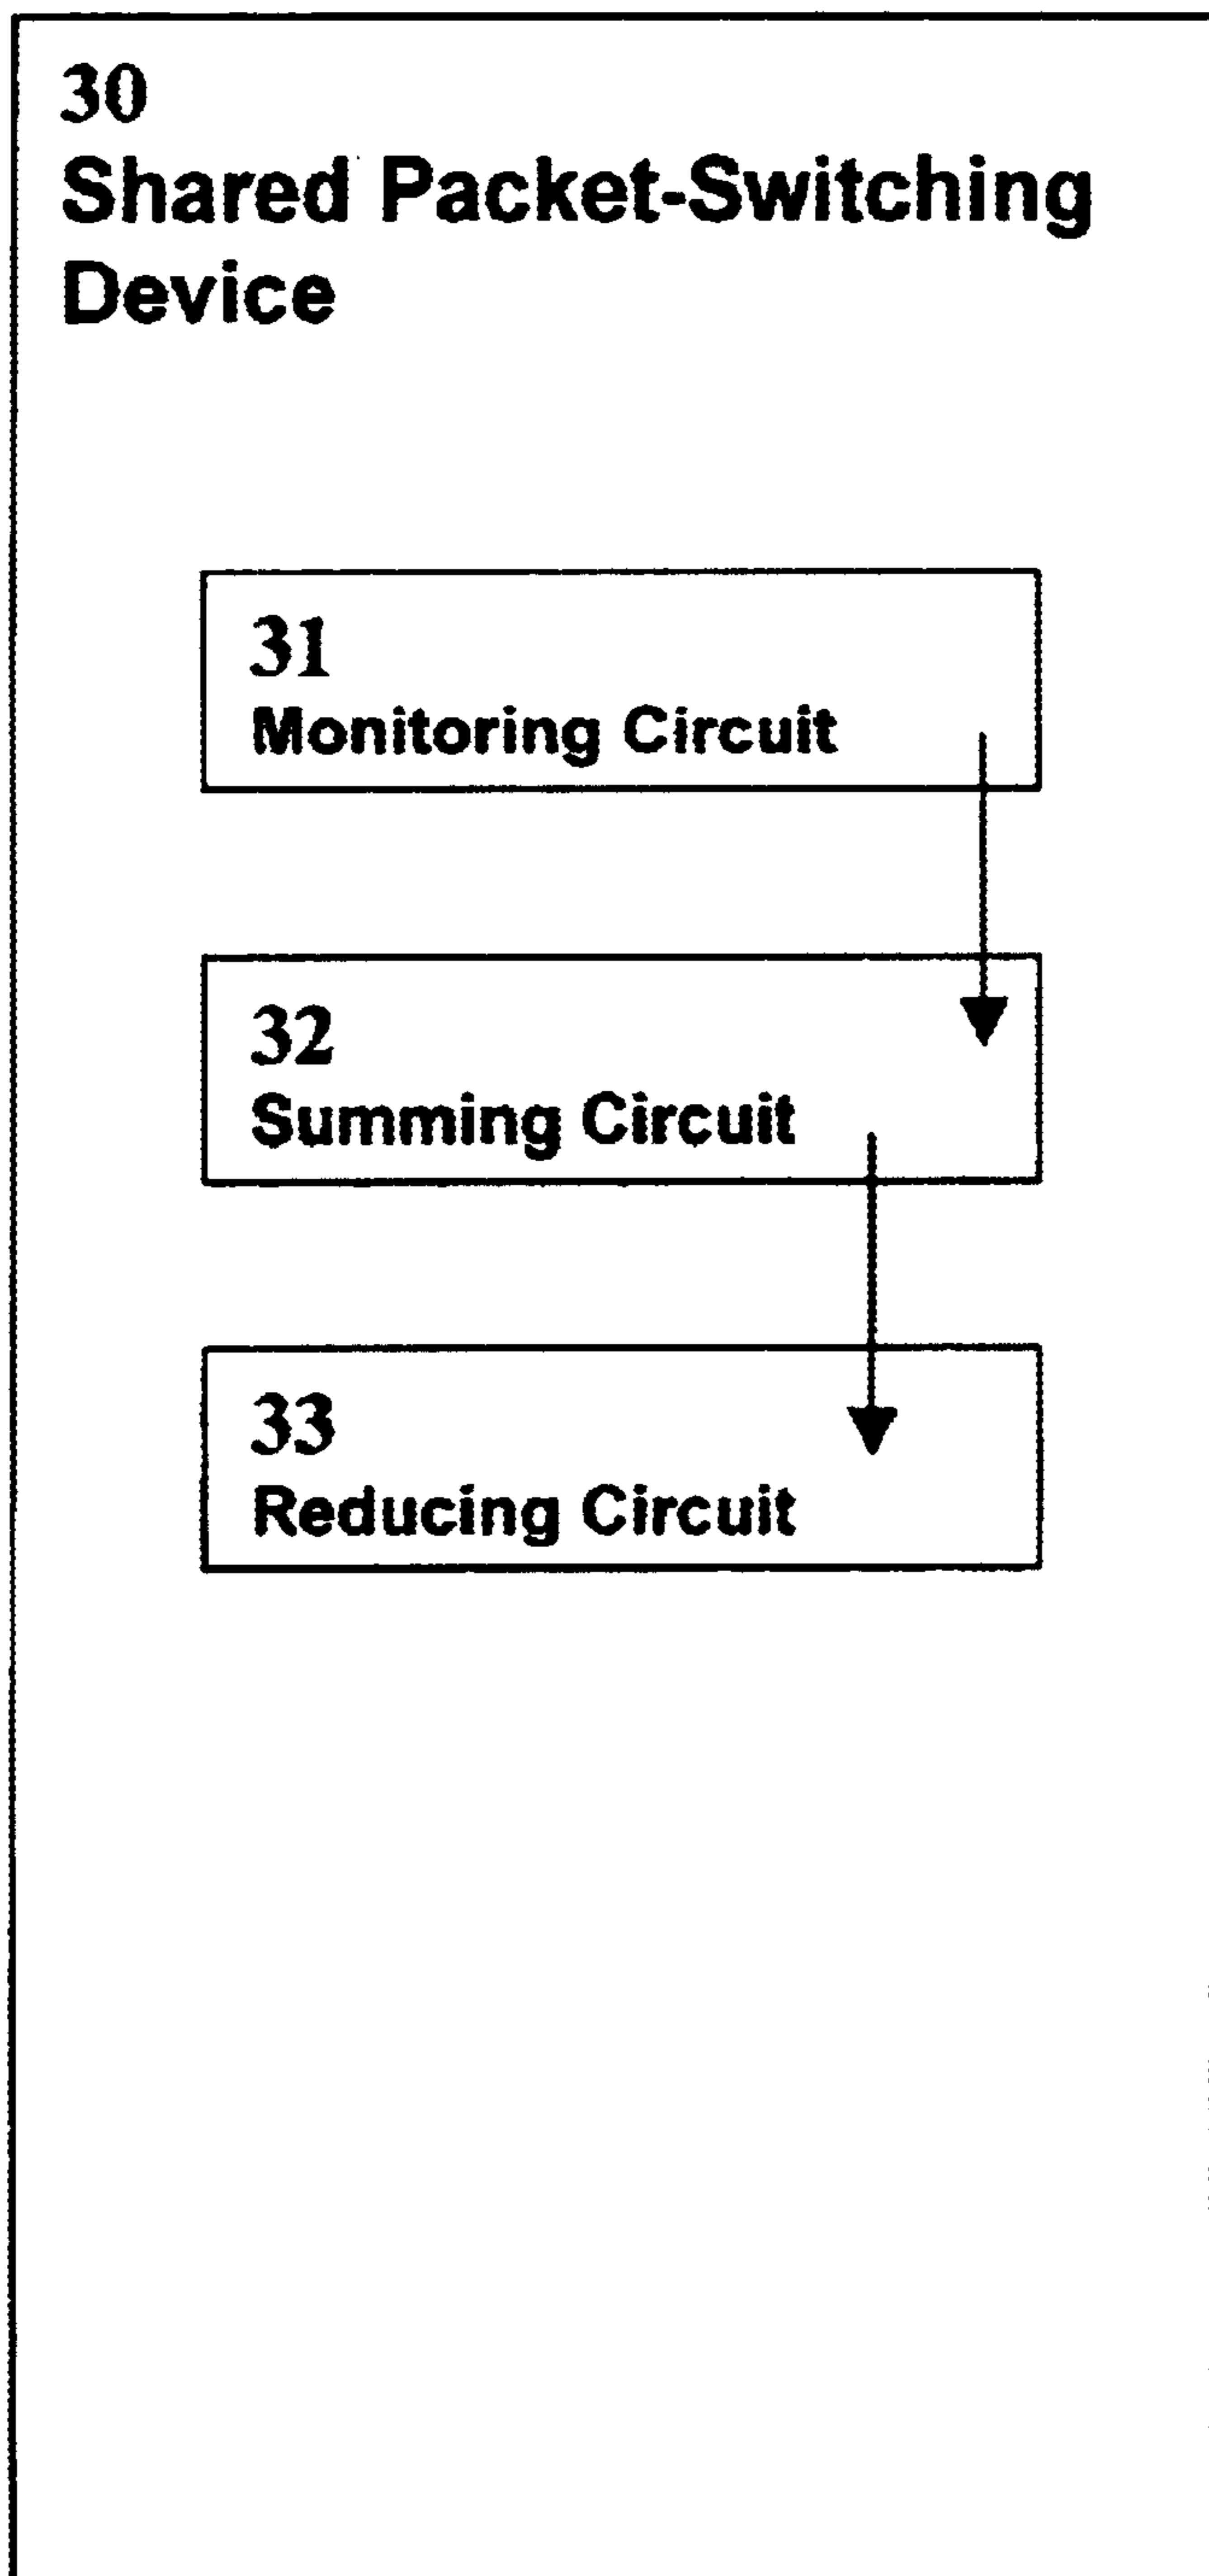 30
Shared Packet-Switching
Device
31
Monitoring Circuit
32
Summing Circuit
33
Reducing Circuit